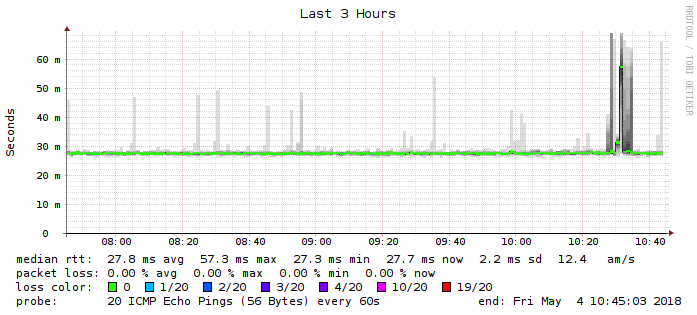 Last 3 Hours
RRDTOOL / TOBI OETIKER
Seconds
60 m
50 m
40 m
30 m
20 m
10 m
0
08:00 08:20 08:40 09:00 09:20 09:40 10:00 10:20 10:40
median rtt: 27.8 ms avg 57.3 ms max 27.3 ms min 27.7 ms now 2.2 ms sd 12.4 am/s
packet loss: 0.00 % avg 0.00 % max 0.00 % min 0.00 % now
loss color: 0 1/20 2/20 3/20 4/20 10/20 19/20
probe: 20 ICMP Echo Pings (56 Bytes) every 60s end: Fri May 4 10:45:03 2018